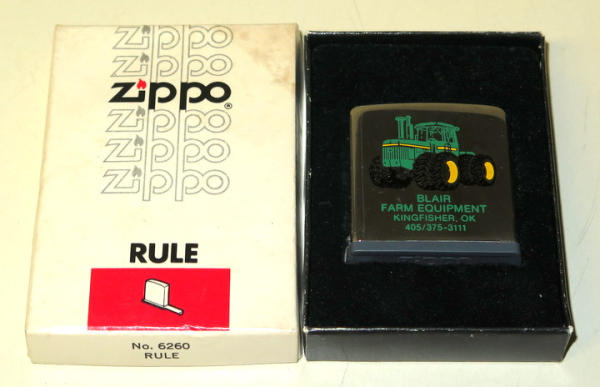 Zippo
Zippo
Zippo®
Zippo
Zippo
Zippo
RULE
No. 6260
RULE
BLAIR
FARM EQUIPMENT
KINGFISHER, OK
405/375-3111
ZIPPO